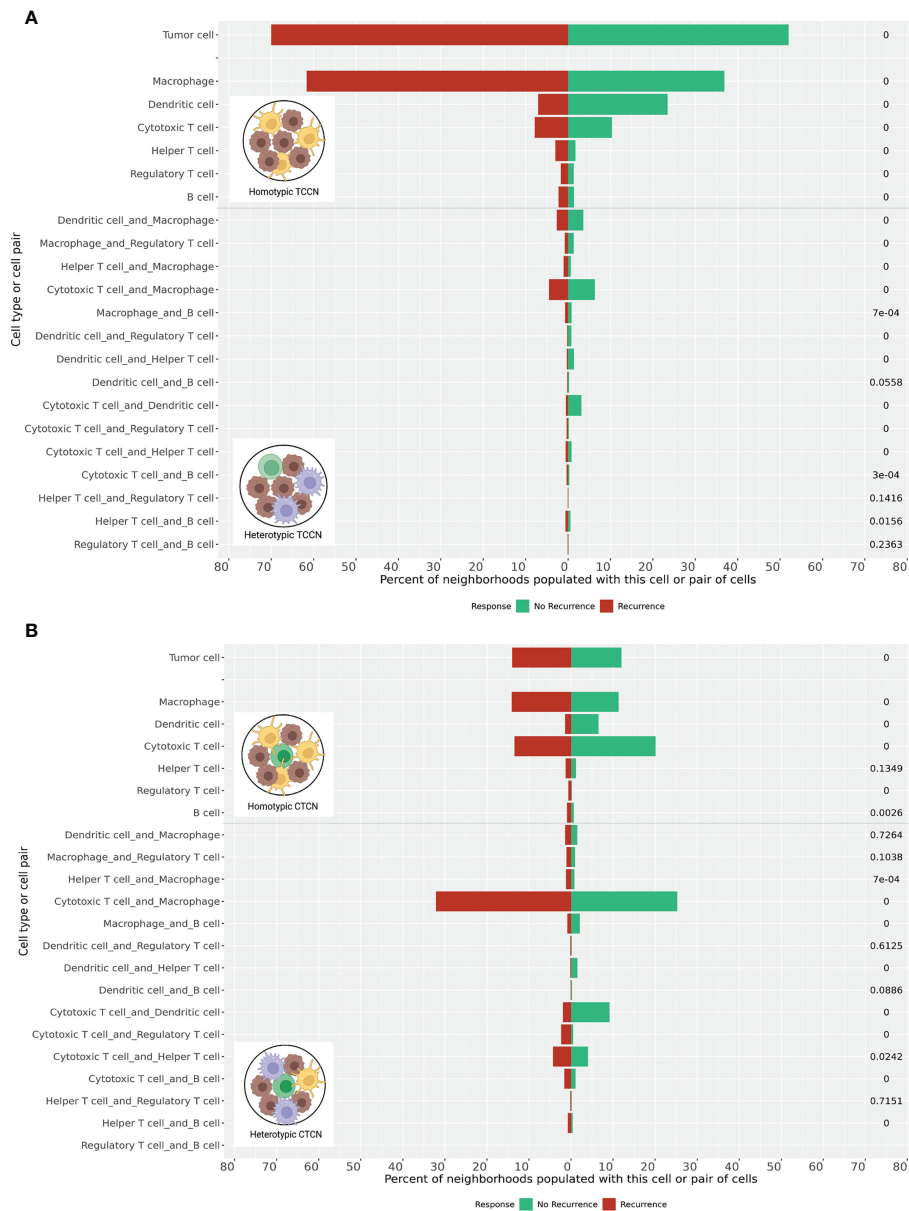 A
Tumor cell 0
Macrophage 0
Dendritic cell 0
Cytotoxic T cell 0
Helper T cell 0
Regulatory T cell 0
B cell 0
Homotypic TCCN
Dendritic cell_and_Macrophage 0
Macrophage_and_Regulatory T cell 0
Helper T cell_and_Macrophage 0
Cytotoxic T cell_and_Macrophage 0
Macrophage_and_B cell 7e-04
Dendritic cell_and_Regulatory T cell 0
Dendritic cell_and_Helper T cell 0
Dendritic cell_and_B cell 0.0558
Cytotoxic T cell_and_Dendritic cell 0
Cytotoxic T cell_and_Regulatory T cell 0
Cytotoxic T cell_and_Helper T cell 0
Cytotoxic T cell_and_B cell 3e-04
Helper T cell_and_Regulatory T cell 0.1416
Helper T cell_and_B cell 0.0156
Regulatory T cell_and_B cell 0.2363
Heterotypic TCCN
Cell type or cell pair
80 70 60 50 50 30 20 10 0 10 20 30 40 50 60 70 80
Percent of neighborhoods populated with this cell or pair of cells
Response No Recurrence Recurrence
B
Tumor cell 0
Macrophage 0
Dendritic cell 0
Cytotoxic T cell 0
Helper T cell 0.1349
Regulatory T cell 0
B cell 0.0026
Homotypic CTCN
Dendritic cell_and_Macrophage 0.7264
Macrophage_and_Regulatory T cell 0.1038
Helper T cell_and_Macrophage 7e-04
Cytotoxic T cell_and_Macrophage 0
Macrophage_and_B cell 0
Dendritic cell_and_Regulatory T cell 0.6125
Dendritic cell_and_Helper T cell 0
Dendritic cell_and_B cell 0.0886
Cytotoxic T cell_and_Dendritic cell 0
Cytotoxic T cell_and_Regulatory T cell 0
Cytotoxic T cell_and_Helper T cell 0.0242
Cytotoxic T cell_and_B cell 0
Helper T cell_and_Regulatory T cell 0.7151
Helper T cell_and_B cell 0
Regulatory T cell_and_B cell
Heterotypic CTCN
Cell type or cell pair
80 70 60 50 50 30 20 10 0 10 20 30 40 50 60 70 80
Percent of neighborhoods populated with this cell or pair of cells
Response No Recurrence Recurrence